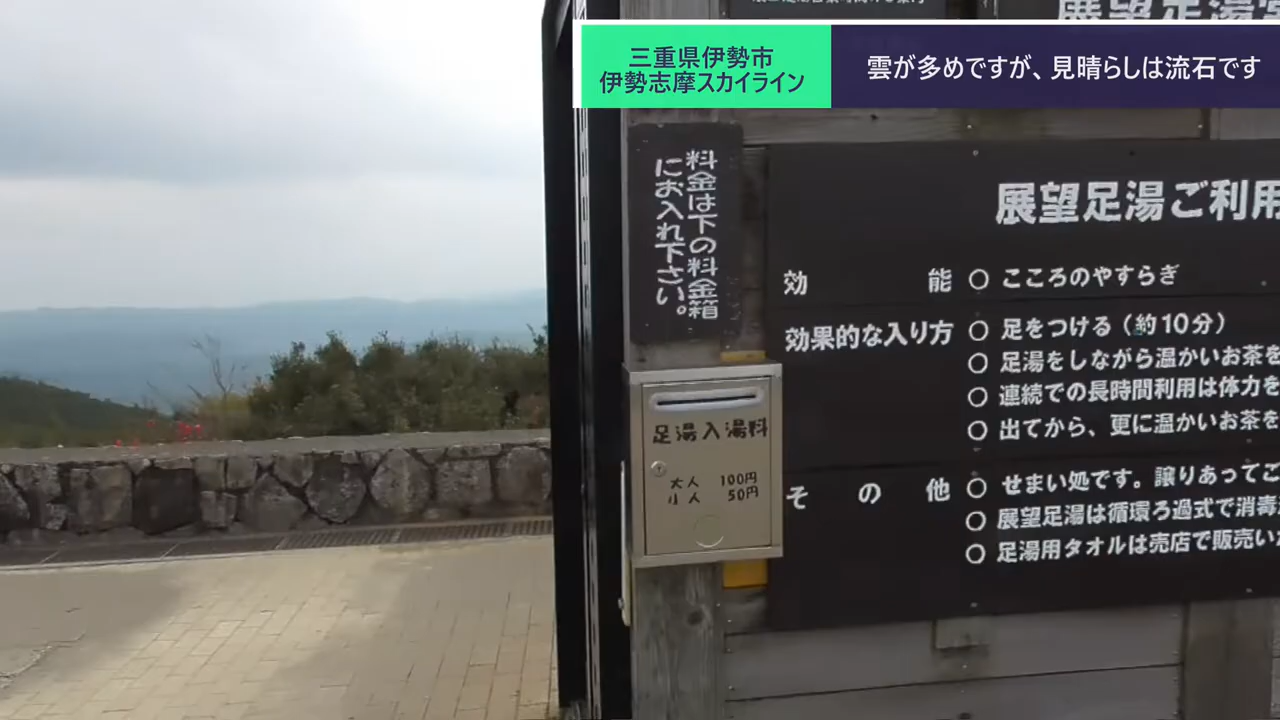 三重県伊勢市
伊勢志摩スカイライン
雲が多めですが、見晴らしは流石です
料金は下の料金箱
にお入れ下さい。
足湯入湯料
大人 100円
小人 50円
展望足湯ご利用
効能 ○ こころのやすらぎ
効果的な入り方 ○ 足をつける（約10分）
○ 足湯をしながら温かいお茶を
○ 連続での長時間利用は体力を
○ 出てから、更に温かいお茶を
その他 ○ せまい処です。譲りあってご
○ 展望足湯は循環ろ過式で消毒
○ 足湯用タオルは売店で販売い